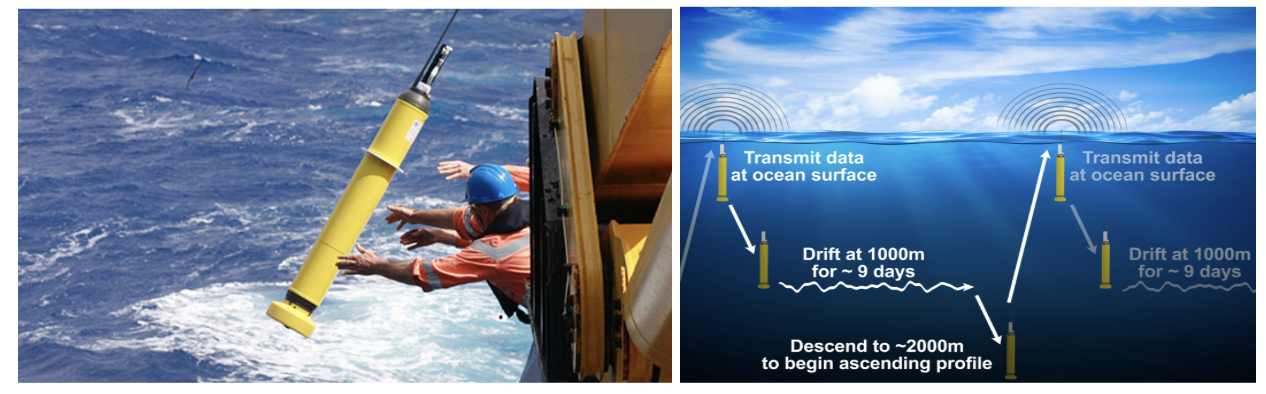 Transmit data
at ocean surface
Transmit data
at ocean surface
Drift at 1000m
for ~ 9 days
Drift at 1000m
for ~ 9 days
Descend to ~2000m
to begin ascending profile